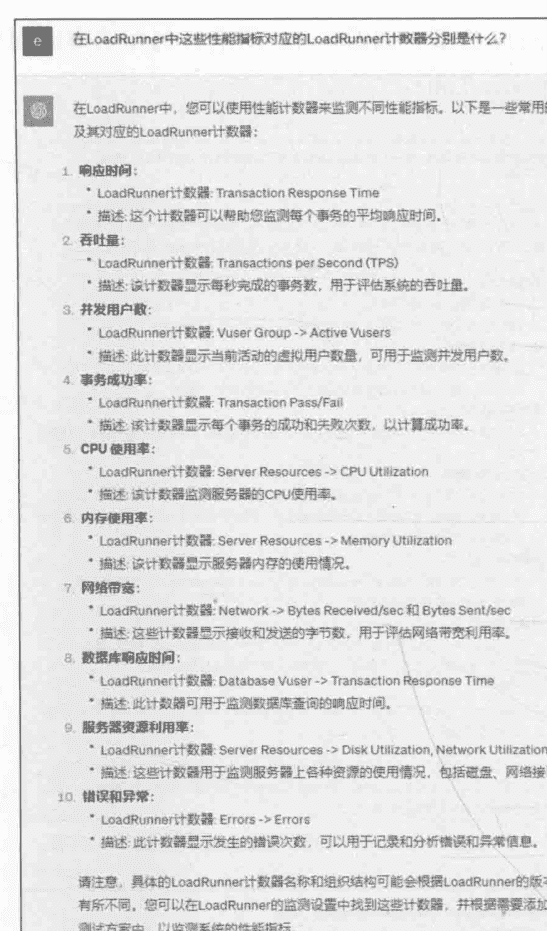 e
在LoadRunner中这些性能指标对应的LoadRunner计数器分别是什么?
在LoadRunner中，您可以使用性能计数器来监测不同性能指标。以下是一些常用的
及其对应的LoadRunner计数器：
1. 响应时间：
• LoadRunner计数器: Transaction Response Time
• 描述: 这个计数器可以帮助您监测每个事务的平均响应时间。
2. 吞吐量：
• LoadRunner计数器: Transactions per Second (TPS)
• 描述: 该计数器显示每秒完成的事务数，用于评估系统的吞吐量。
3. 并发用户数：
• LoadRunner计数器: Vuser Group -> Active Vusers
• 描述: 此计数器显示当前活动的虚拟用户数量，可用于监测并发用户数。
4. 事务成功率：
• LoadRunner计数器: Transaction Pass/Fail
• 描述: 该计数器显示每个事务的成功和失败次数，以计算成功率。
5. CPU 使用率：
• LoadRunner计数器: Server Resources -> CPU Utilization
• 描述: 该计数器监测服务器的CPU使用率。
6. 内存使用率：
• LoadRunner计数器: Server Resources -> Memory Utilization
• 描述: 该计数器显示服务器内存的使用情况。
7. 网络带宽：
• LoadRunner计数器: Network -> Bytes Received/sec 和 Bytes Sent/sec
• 描述: 这些计数器显示接收和发送的字节数，用于评估网络带宽利用率。
8. 数据库响应时间：
• LoadRunner计数器: Database Vuser -> Transaction Response Time
• 描述: 此计数器可用于监测数据库查询的响应时间。
9. 服务器资源利用率：
• LoadRunner计数器: Server Resources -> Disk Utilization, Network Utilization
• 描述: 这些计数器用于监测服务器上各种资源的使用情况，包括磁盘、网络接
10. 错误和异常：
• LoadRunner计数器: Errors -> Errors
• 描述: 此计数器显示发生的错误次数，可以用于记录和分析错误和异常信息。
请注意，具体的LoadRunner计数器名称和组织结构可能会根据LoadRunner的版本
有所不同。您可以在LoadRunner的监测设置中找到这些计数器，并根据需要添加
测试方案中，以监测系统的性能指标